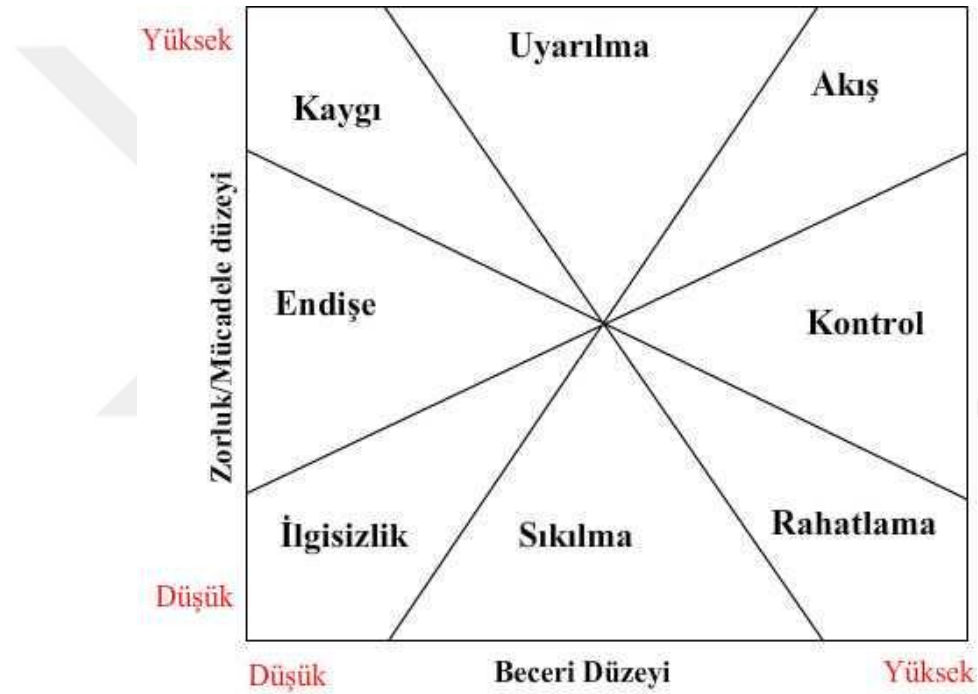 Yüksek
Uyarılma
Akış
Kaygı
Zorluk/Mücadele düzeyi
Endişe
Kontrol
İlgisizlik
Sıkılma
Rahatlama
Düşük
Düşük
Beceri Düzeyi
Yüksek